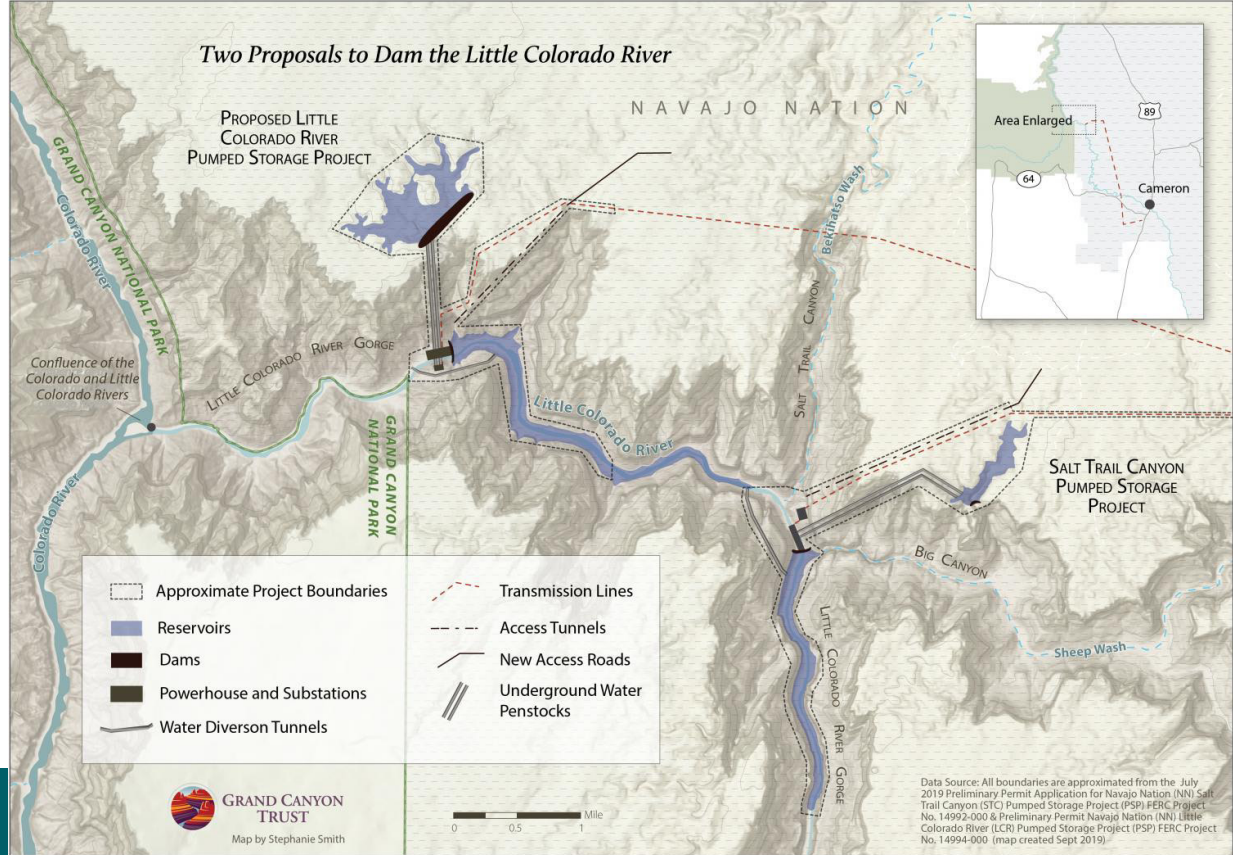 Two Proposals to Dam the Little Colorado River
PROPOSED LITTLE
COLORADO RIVER
PUMPED STORAGE PROJECT
NAVAJO NATION
Area Enlarged
89
64
Cameron
GRAND CANYON NATIONAL PARK
Colorado River
Bekihatso Wash
SALT TRAIL CANYON
Confluence of the
Colorado and Little
Colorado Rivers
LITTLE COLORADO RIVER GORGE
Little Colorado River
GRAND CANYON
NATIONAL PARK
Colorado River
SALT TRAIL CANYON
PUMPED STORAGE
PROJECT
BIG CANYON
Sheep Wash
LITTLE COLORADO RIVER GORGE
Approximate Project Boundaries
Reservoirs
Dams
Powerhouse and Substations
Water Diverson Tunnels
Transmission Lines
Access Tunnels
New Access Roads
Underground Water
Penstocks
GRAND CANYON
TRUST
Map by Stephanie Smith
Mile
0 0.5 1
Data Source: All boundaries are approximated from the July
2019 Preliminary Permit Application for Navajo Nation (NN) Salt
Trail Canyon (STC) Pumped Storage Project (PSP) FERC Project
No. 14992-000 & Preliminary Permit Navajo Nation (NN) Little
Colorado River (LCR) Pumped Storage Project (PSP) FERC Project
No. 14994-000 (map created Sept 2019)